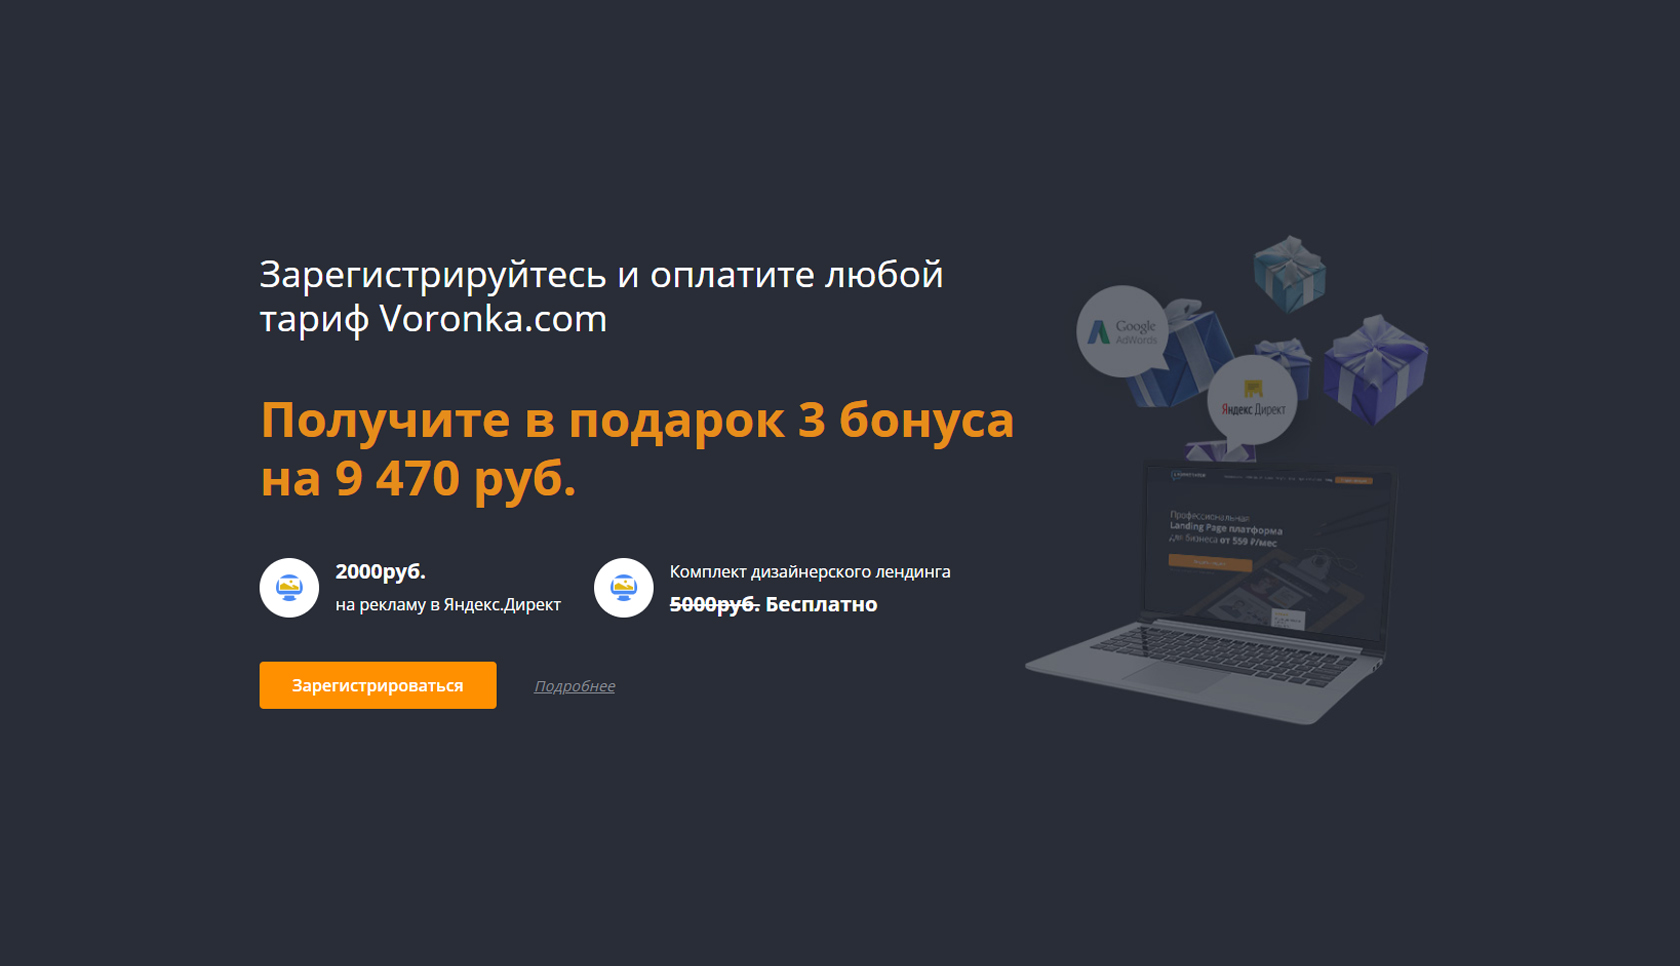 Зарегистрируйтесь и оплатите любой
тариф Voronka.com
Получите в подарок 3 бонуса
на 9 470 руб.
2000руб.
на рекламу в Яндекс.Директ
Комплект дизайнерского лендинга
5000руб. Бесплатно
Зарегистрироваться
Подробнее
Google
AdWords
Яндекс Директ
Профессиональная
Landing Page платформа
для бизнеса от 559 ₽/мес